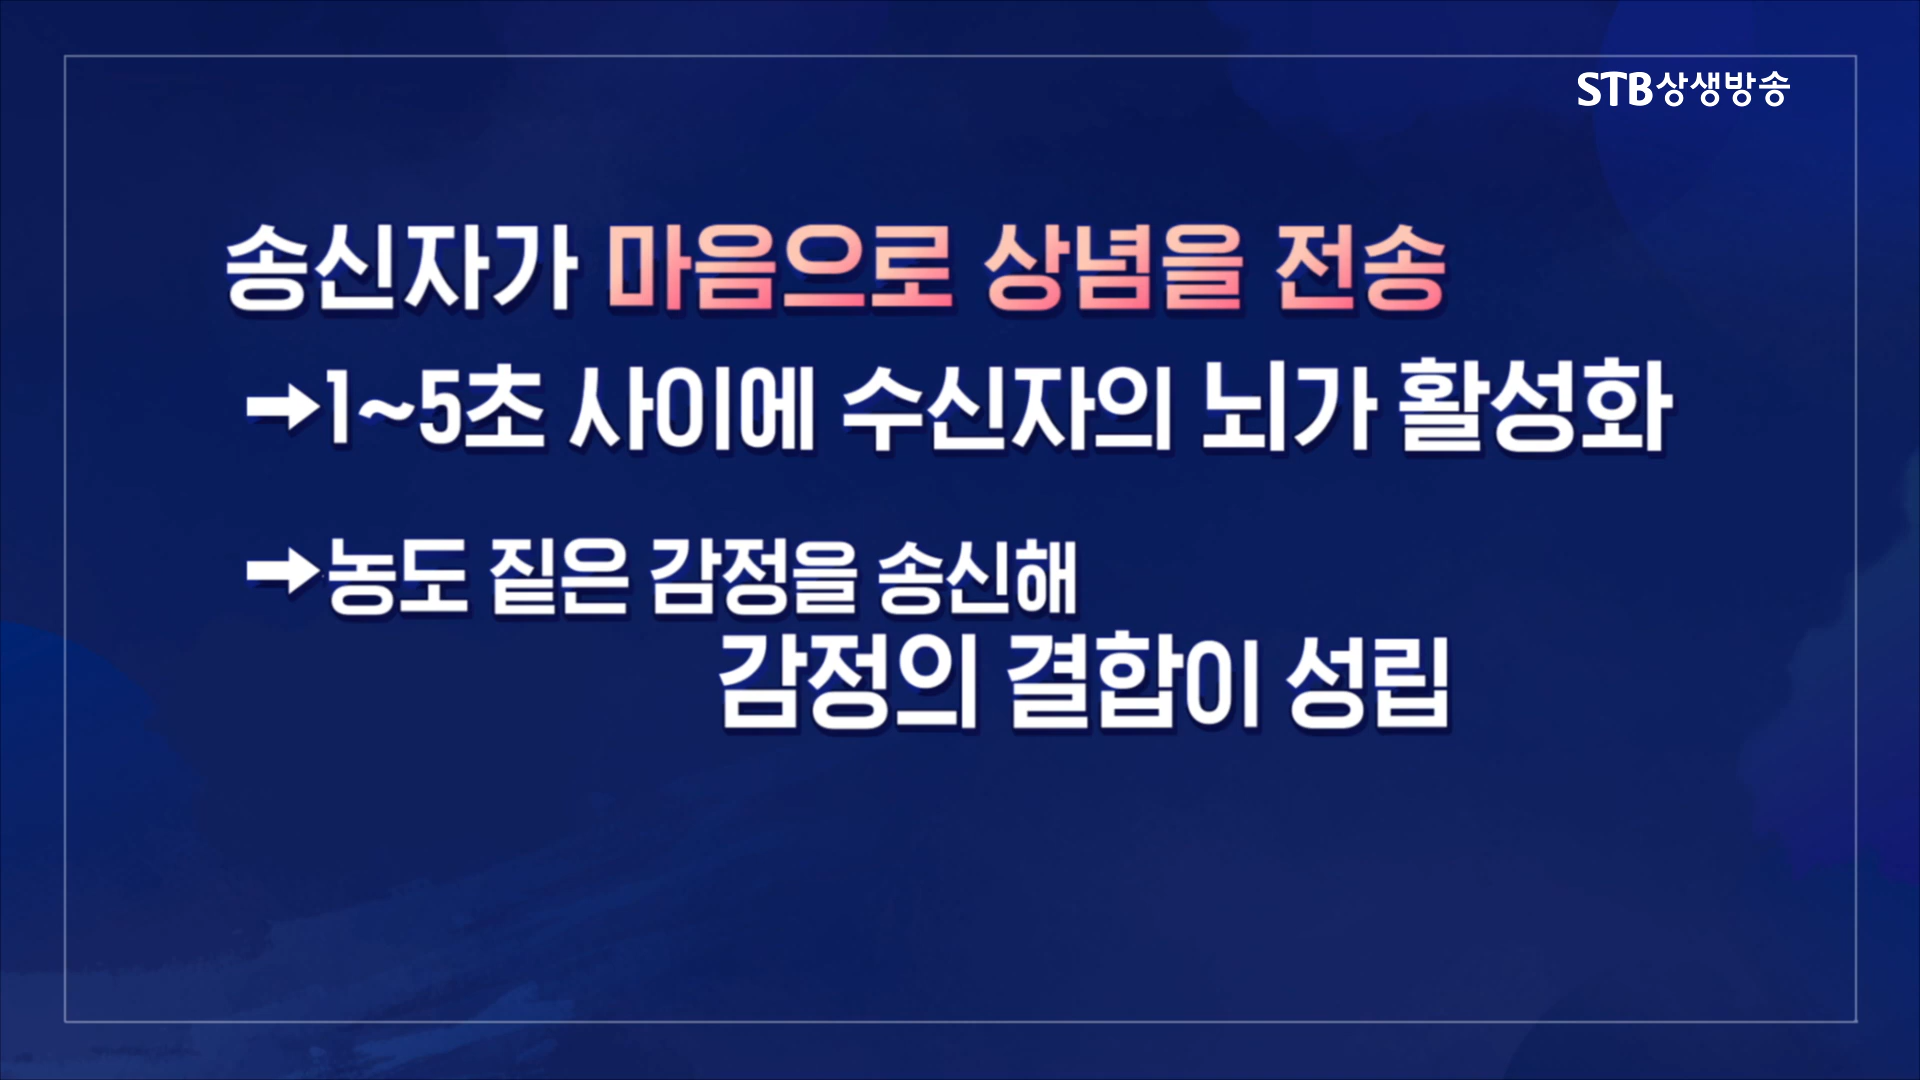 STB상생방송
송신자가 마음으로 상념을 전송
➡1~5초 사이에 수신자의 뇌가 활성화
➡농도 짙은 감정을 송신해
감정의 결합이 성립